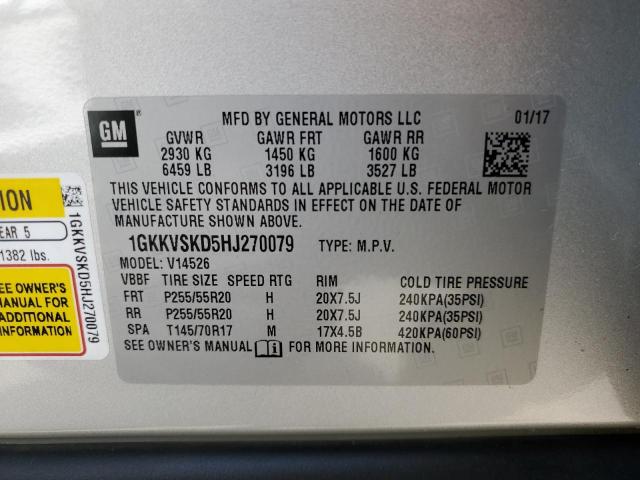 GM
MFD BY GENERAL MOTORS LLC 01/17
GVWR GAWR FRT GAWR RR
2930 KG 1450 KG 1600 KG
6459 LB 3196 LB 3527 LB
THIS VEHICLE CONFORMS TO ALL APPLICABLE U.S. FEDERAL MOTOR
VEHICLE SAFETY STANDARDS IN EFFECT ON THE DATE OF
MANUFACTURE SHOWN ABOVE.
1GKKVSKD5HJ270079 TYPE: M.P.V.
MODEL: V14526
VBBF TIRE SIZE SPEED RTG RIM COLD TIRE PRESSURE
FRT P255/55R20 H 20X7.5J 240KPA(35PSI)
RR P255/55R20 H 20X7.5J 240KPA(35PSI)
SPA T145/70R17 M 17X4.5B 420KPA(60PSI)
SEE OWNER'S MANUAL FOR MORE INFORMATION.
EAR 5
1382 lbs.
SEE OWNER'S
MANUAL FOR
ADDITIONAL
1GKKVSKD5HJ270079